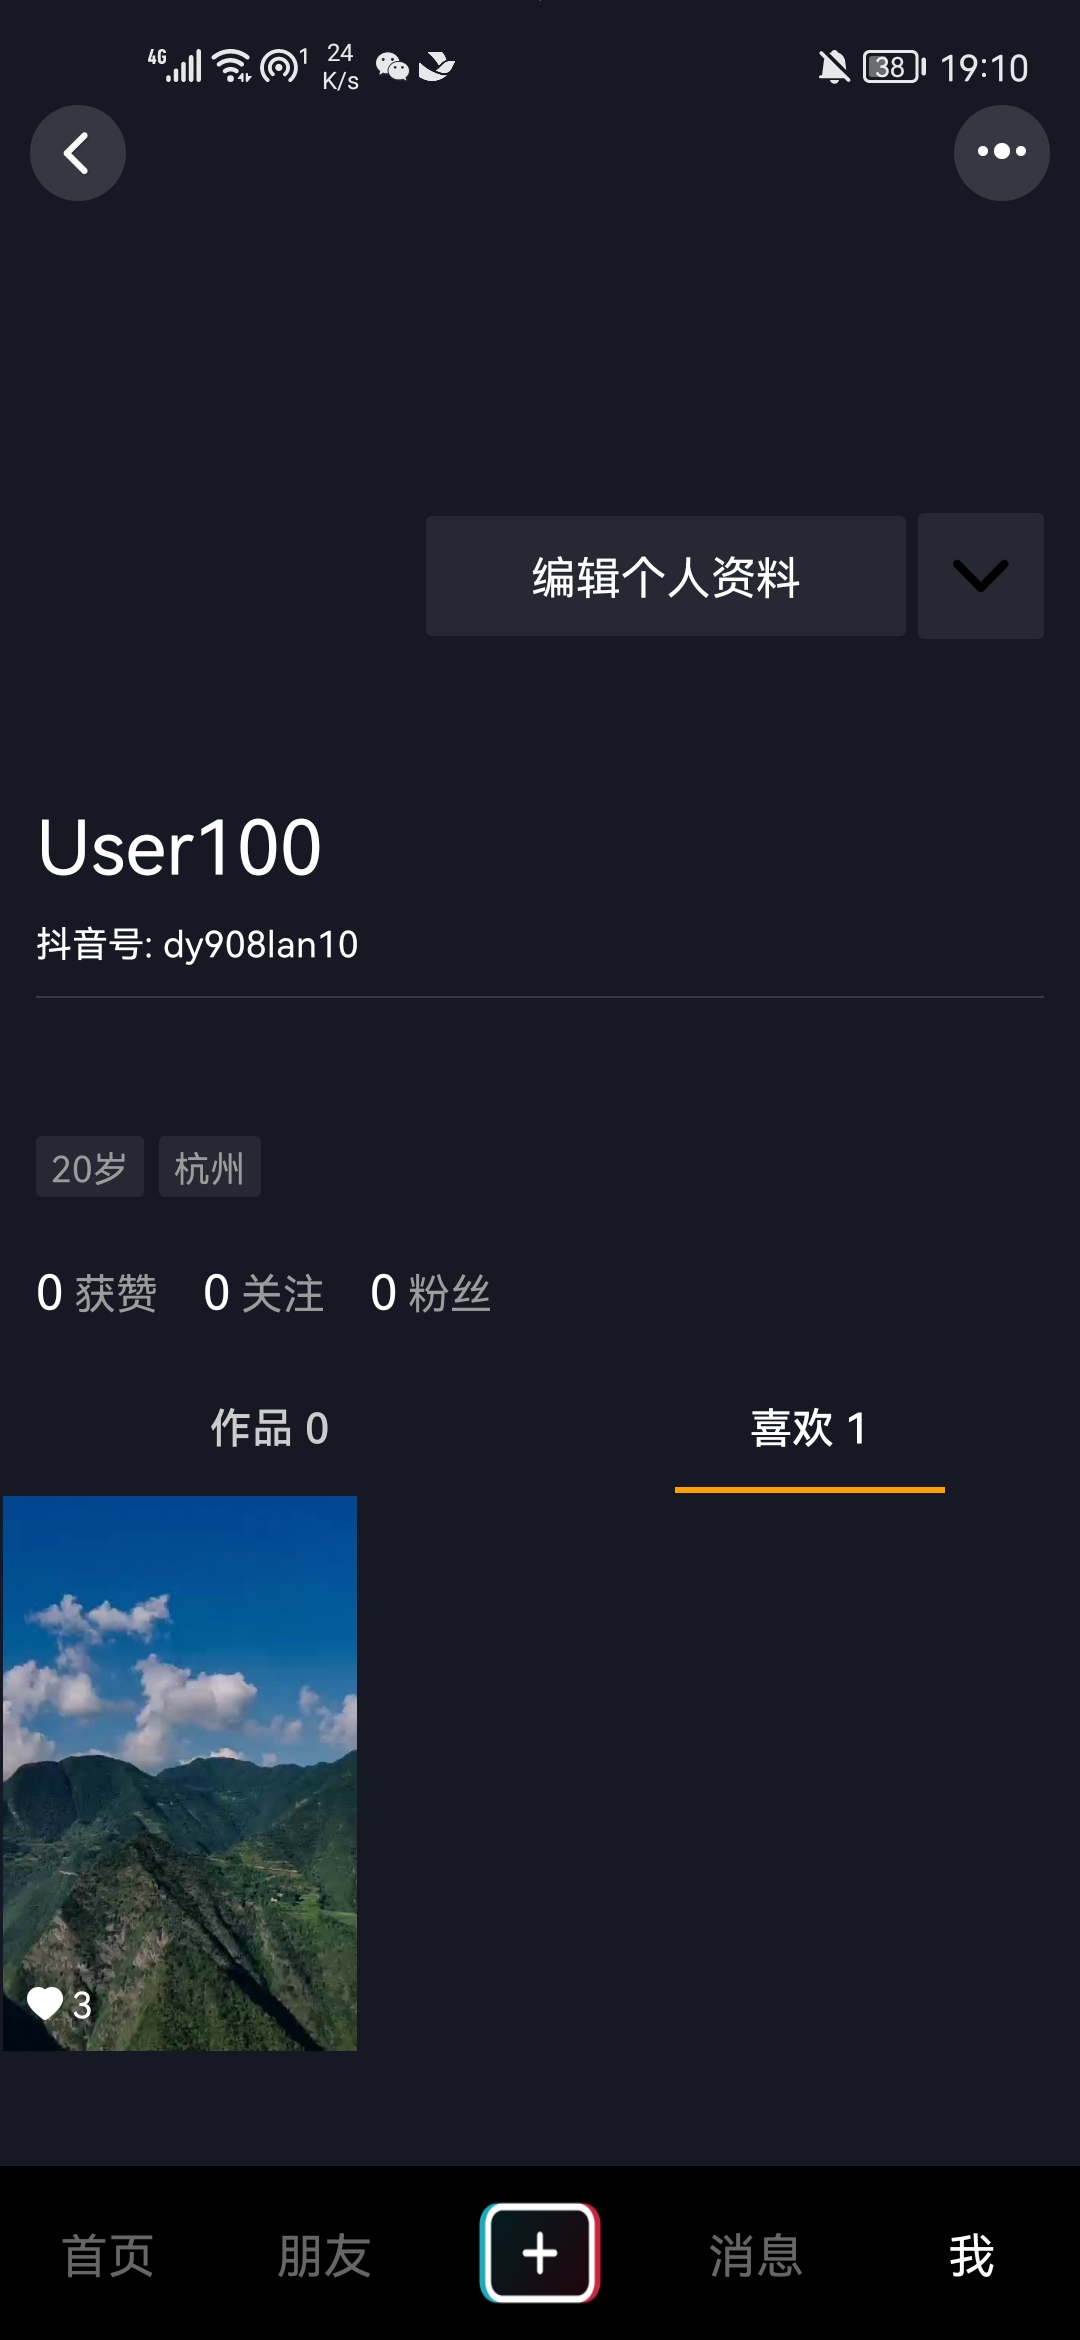 4G 1 24 K/s 38 19:10
编辑个人资料
User100
抖音号: dy908lan10
20岁 杭州
0 获赞 0 关注 0 粉丝
作品 0 喜欢 1
3
首页 朋友 消息 我